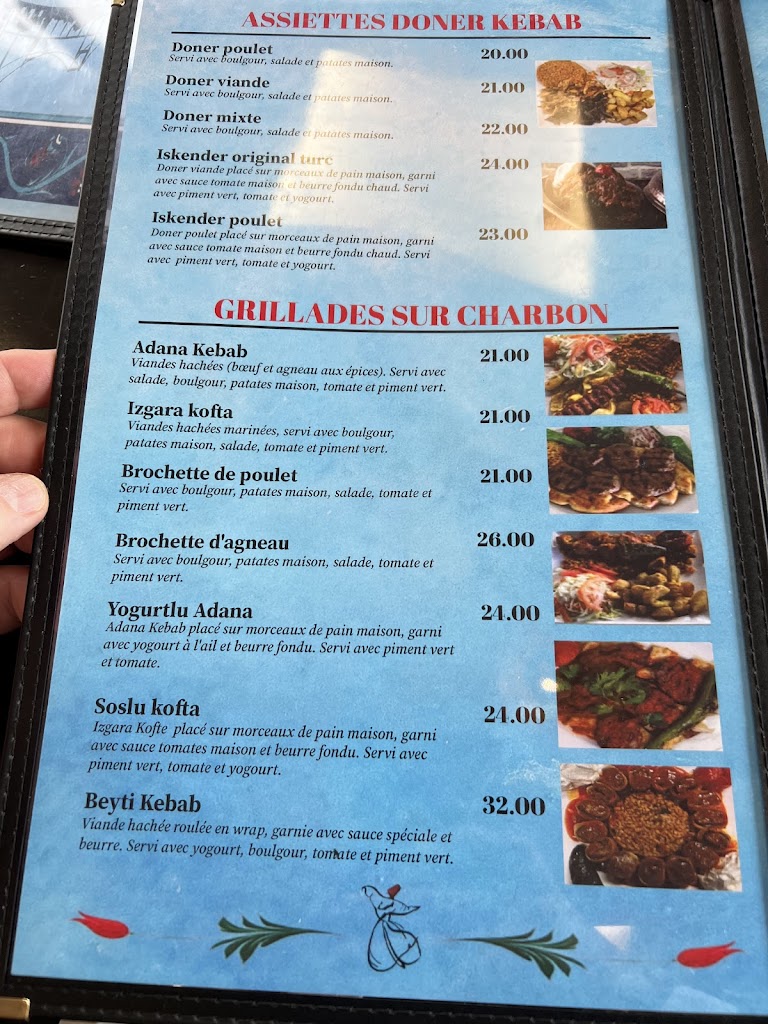 ASSIETTES DONER KEBAB
Doner poulet 20.00
Servi avec boulgour, salade et patates maison.
Doner viande 21.00
Servi avec boulgour, salade et patates maison.
Doner mixte 22.00
Servi avec boulgour, salade et patates maison.
Iskender original turc 24.00
Doner viande placé sur morceaux de pain maison, garni
avec sauce tomate maison et beurre fondu chaud. Servi
avec piment vert, tomate et yogourt.
Iskender poulet 23.00
Doner poulet placé sur morceaux de pain maison, garni
avec sauce tomate maison et beurre fondu chaud. Servi
avec piment vert, tomate et yogourt.
GRILLADES SUR CHARBON
Adana Kebab 21.00
Viandes hachées (bœuf et agneau aux épices). Servi avec
salade, boulgour, patates maison, tomate et piment vert.
Izgara kofta 21.00
Viandes hachées marinées, servi avec boulgour,
patates maison, salade, tomate et piment vert.
Brochette de poulet 21.00
Servi avec boulgour, patates maison, salade, tomate et
piment vert.
Brochette d'agneau 26.00
Servi avec boulgour, patates maison, salade, tomate et
piment vert.
Yogurtlu Adana 24.00
Adana Kebab placé sur morceaux de pain maison, garni
avec yogourt à l'ail et beurre fondu. Servi avec piment vert
et tomate.
Soslu kofta 24.00
Izgara Kofte placé sur morceaux de pain maison, garni
avec sauce tomates maison et beurre fondu. Servi avec
piment vert, tomate et yogourt.
Beyti Kebab 32.00
Viande hachée roulée en wrap, garnie avec sauce spéciale et
beurre. Servi avec yogourt, boulgour, tomate et piment vert.